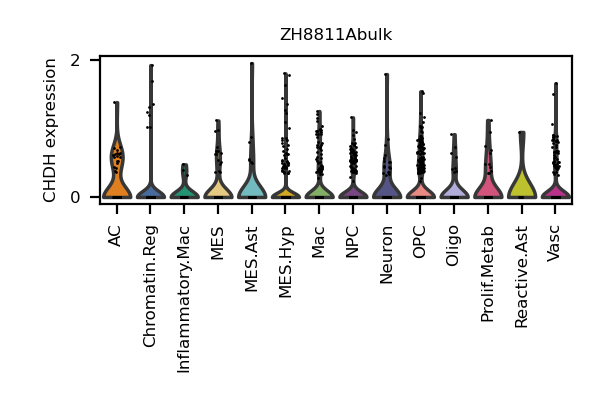 ZH8811Abulk
CHDH expression
2
0
AC
Chromatin.Reg
Inflammatory.Mac
MES
MES.Ast
MES.Hyp
Mac
NPC
Neuron
OPC
Oligo
Prolif.Metab
Reactive.Ast
Vasc